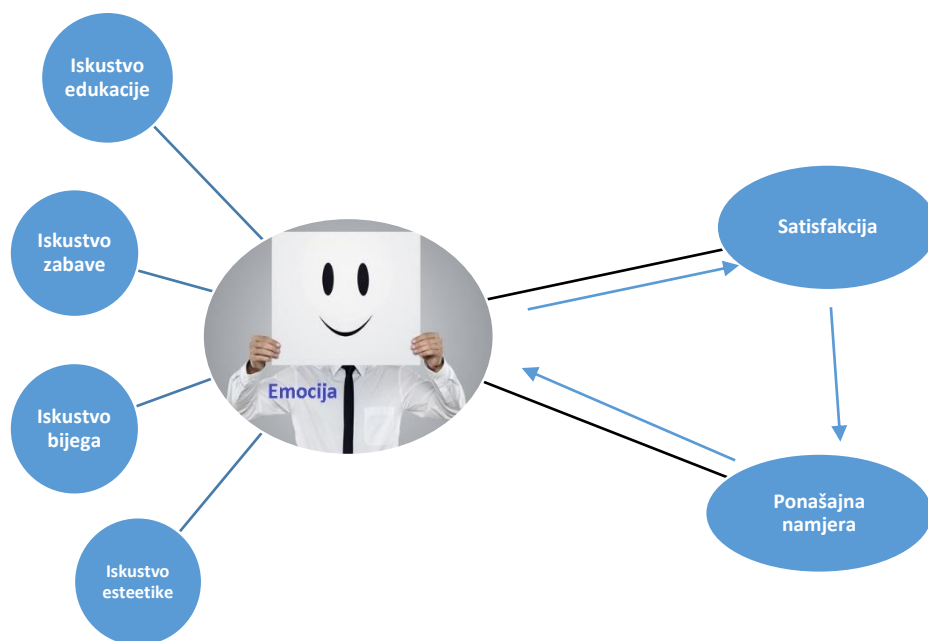 Iskustvo
edukacije
Iskustvo
zabave
Iskustvo
bijega
Iskustvo
esteetike
Emocija
Satisfakcija
Ponašajna
namjera